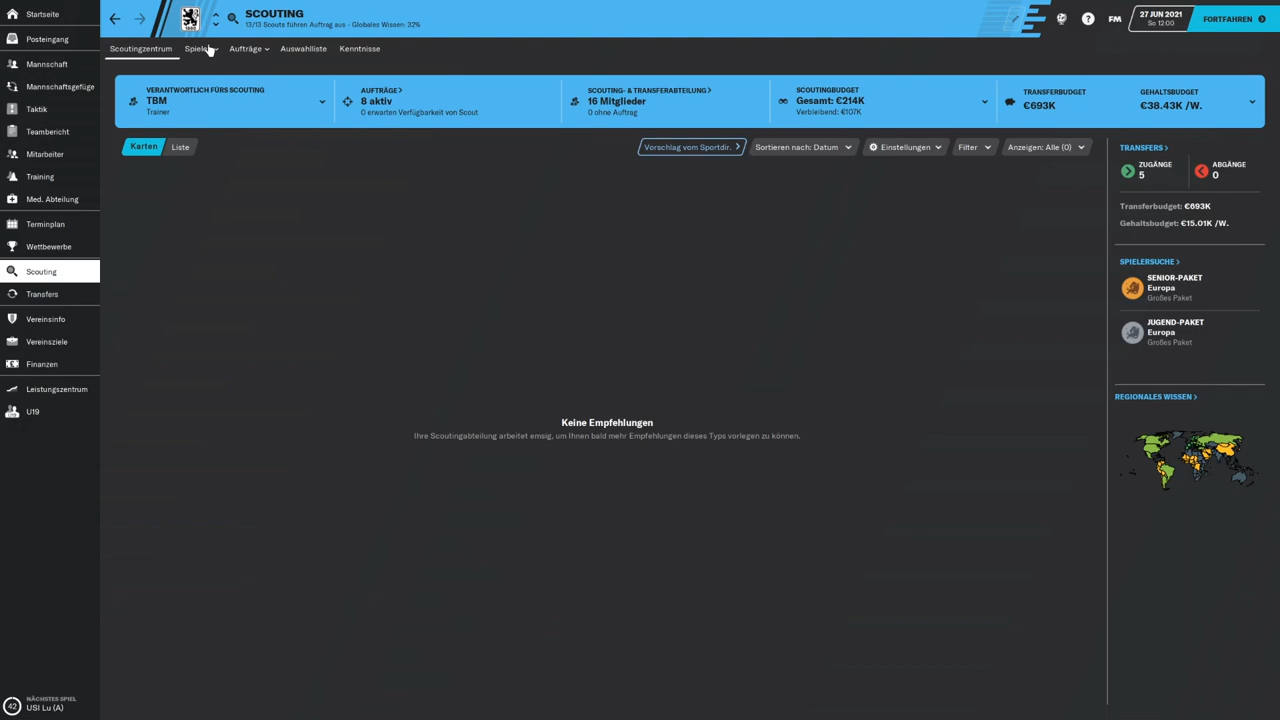 SCOUTING
13/13 Scouts führen Auftrag aus - Globales Wissen: 32%
FM
27 JUN 2021
So 12:00
FORTFAHREN
Startseite
Posteingang
Mannschaft
Mannschaftsgefüge
Taktik
Teambericht
Mitarbeiter
Training
Med. Abteilung
Terminplan
Wettbewerbe
Scouting
Transfers
Vereinsinfo
Vereinsziele
Finanzen
Leistungszentrum
U19
NÄCHSTES SPIEL
42 USI Lu (A)
Scoutingzentrum Aufträge Auswahlliste Kenntnisse
VERANTWORTLICH FÜRS SCOUTING
TBM
Trainer
AUFTRÄGE
8 aktiv
0 erwarten Verfügbarkeit von Scout
SCOUTING- & TRANSFERABTEILUNG
16 Mitglieder
0 ohne Auftrag
SCOUTINGBUDGET
Gesamt: €214K
Verbleibend: €107K
TRANSFERBUDGET
€693K
GEHALTSBUDGET
€38.43K /W.
Karten Liste
Vorschlag vom Sportdir. Sortieren nach: Datum Einstellungen Filter Anzeigen: Alle (0)
Keine Empfehlungen
Ihre Scoutingabteilung arbeitet emsig, um Ihnen bald mehr Empfehlungen dieses Typs vorlegen zu können.
TRANSFERS
ZUGÄNGE
5
ABGÄNGE
0
Transferbudget: €693K
Gehaltsbudget: €15.01K /W.
SPIELERSUCHE
SENIOR-PAKET
Europa
Großes Paket
JUGEND-PAKET
Europa
Großes Paket
REGIONALES WISSEN